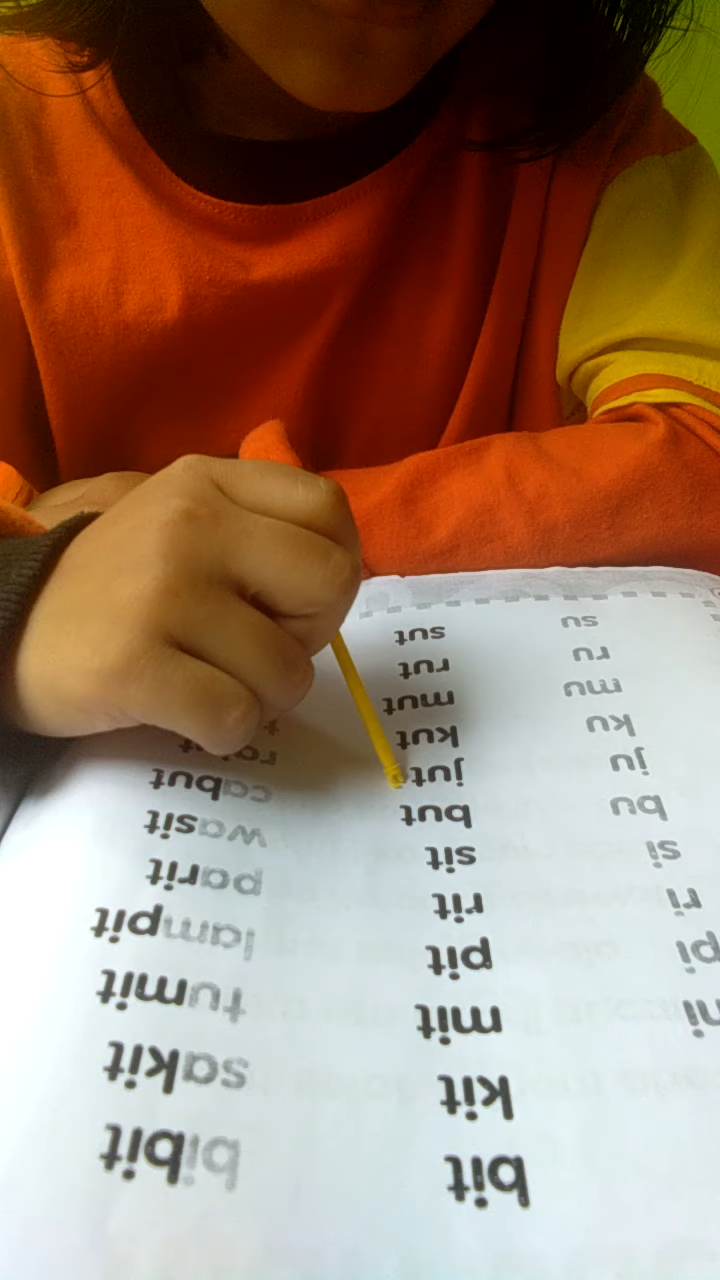 bit bibit
kit sakit
mit tumit
pi pit lampit
ri rit parit
si sit wasit
bu but cabut
ju jut
ku kut
mu mut
ru rut
su sut